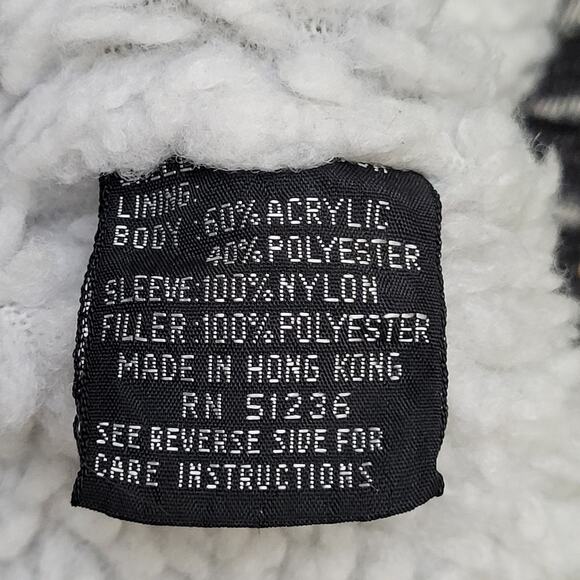 LINING:
BODY :60% ACRYLIC
40% POLYESTER
SLEEVE:100% NYLON
FILLER :100% POLYESTER
MADE IN HONG KONG
RN 51236
SEE REVERSE SIDE FOR
CARE INSTRUCTIONS